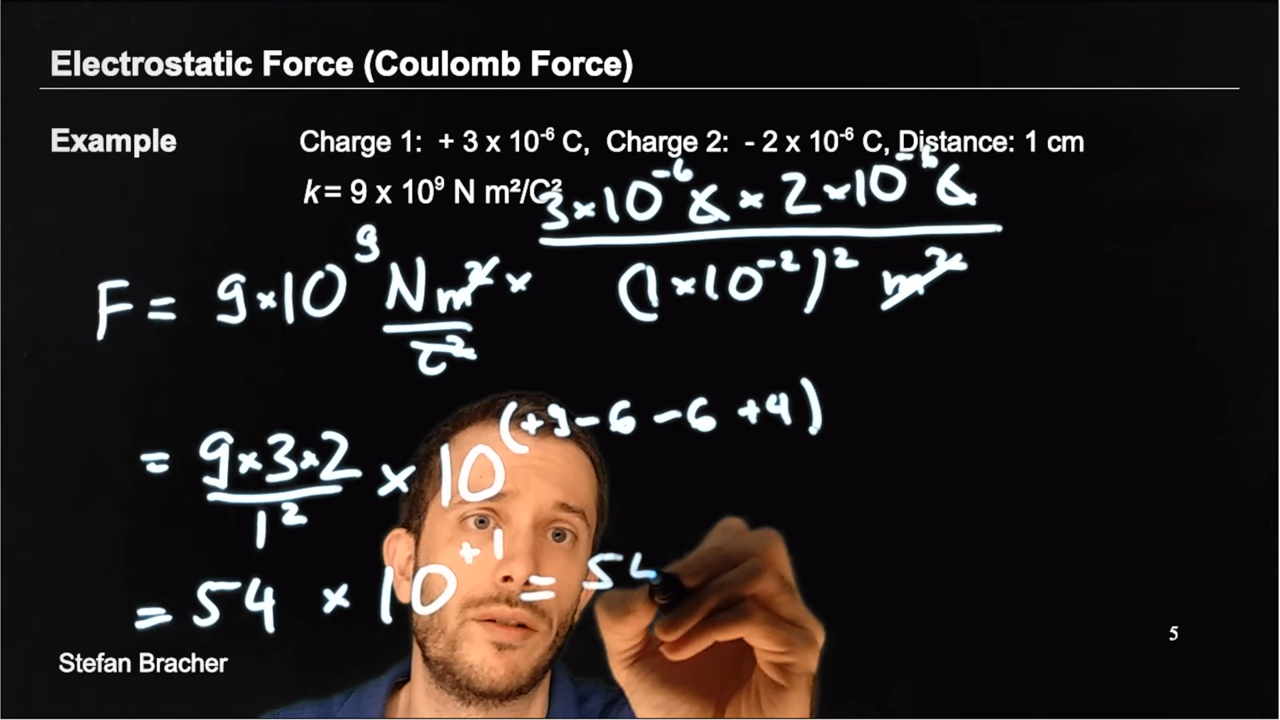 Electrostatic Force (Coulomb Force)
Example Charge 1: + 3 x 10⁻⁶ C, Charge 2: - 2 x 10⁻⁶ C, Distance: 1 cm
k = 9 x 10⁹ N m²/C²
3×10⁻⁶ C × 2×10⁻⁶ C
F = 9×10⁹ N m² ×
C²
(1×10⁻²)² m²
= 9×3×2 × 10^(+9-6-6+4)
1²
= 54 × 10⁺¹ = 54
Stefan Bracher
5